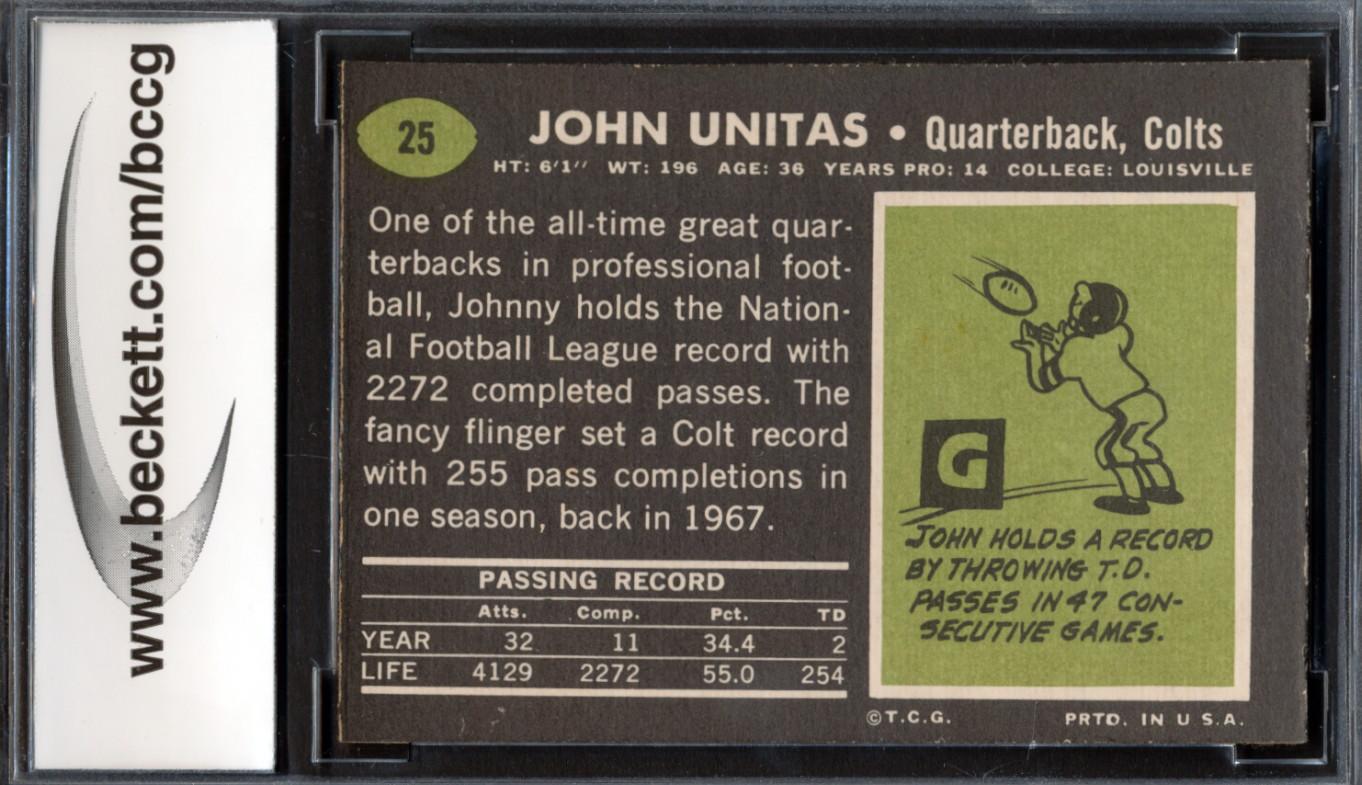 www.beckett.com/bccg
25
JOHN UNITAS • Quarterback, Colts
HT: 6'1'' WT: 196 AGE: 36 YEARS PRO: 14 COLLEGE: LOUISVILLE
One of the all-time great quar-
terbacks in professional foot-
ball, Johnny holds the Nation-
al Football League record with
2272 completed passes. The
fancy flinger set a Colt record
with 255 pass completions in
one season, back in 1967.
PASSING RECORD
Atts. Comp. Pct. TD
YEAR 32 11 34.4 2
LIFE 4129 2272 55.0 254
G
JOHN HOLDS A RECORD
BY THROWING T.D.
PASSES IN 47 CON-
SECUTIVE GAMES.
©T.C.G. PRTD. IN U S.A.